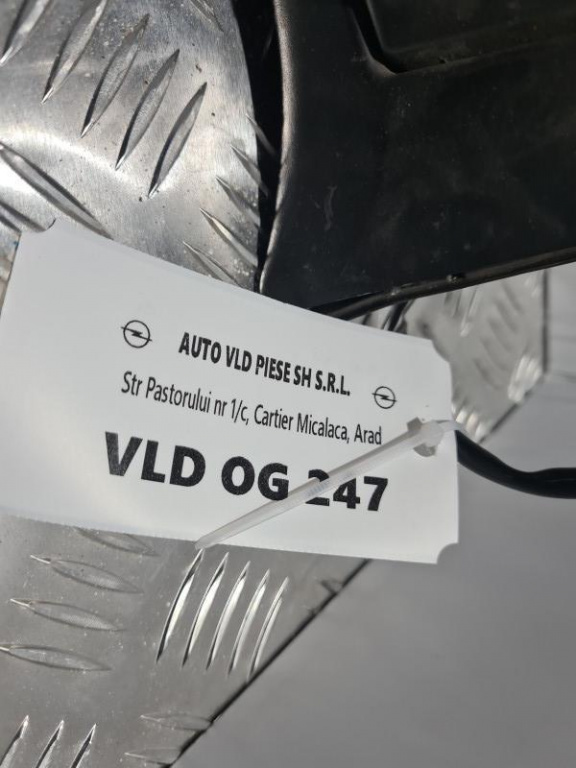 AUTO VLD PIESE SH S.R.L.
Str Pastorului nr 1/c, Cartier Micalaca, Arad
VLD OG 247